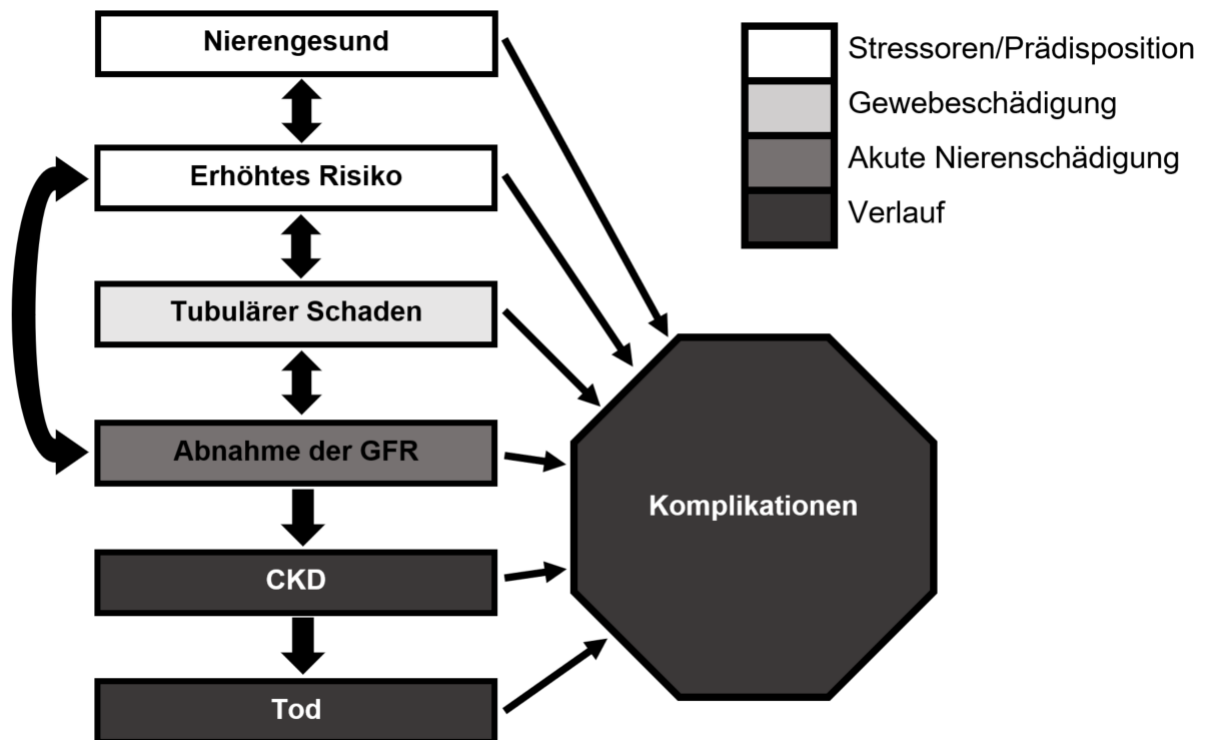 Nierengesund
Erhöhtes Risiko
Tubulärer Schaden
Abnahme der GFR
CKD
Tod
Komplikationen
Stressoren/Prädisposition
Gewebeschädigung
Akute Nierenschädigung
Verlauf